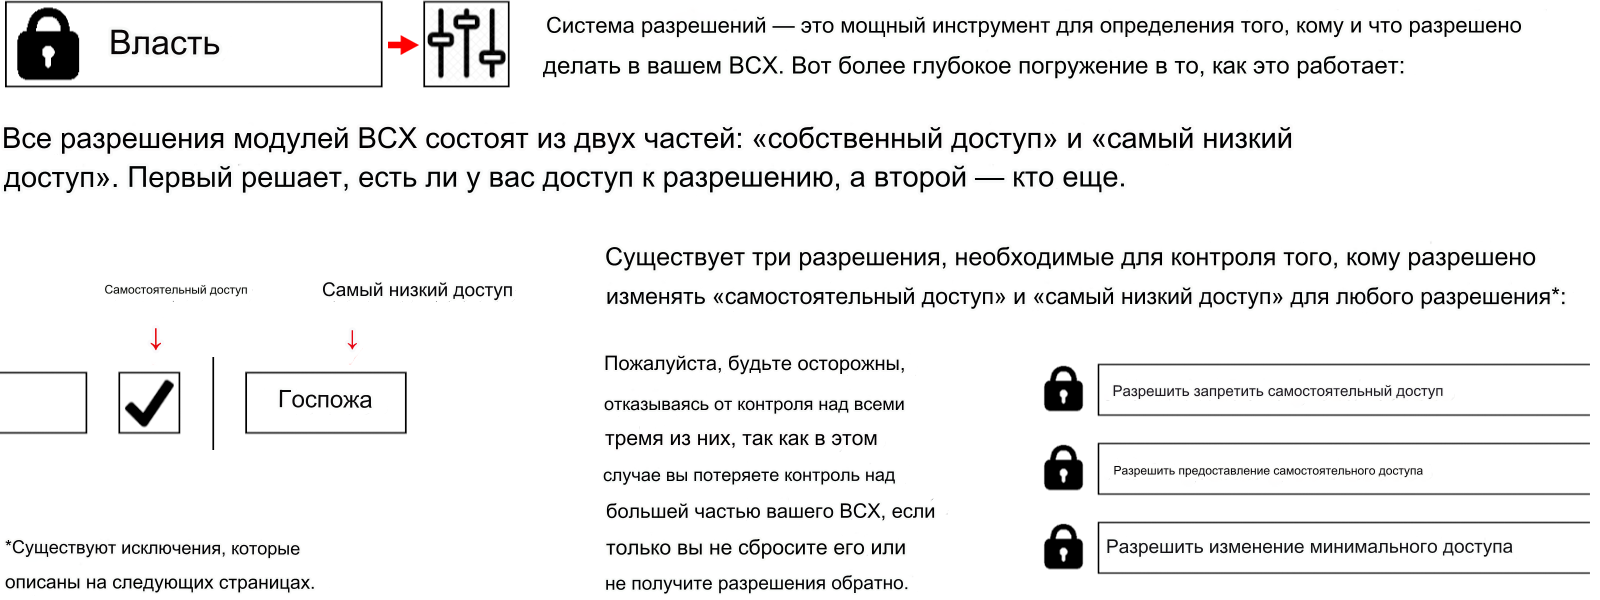 Власть
Система разрешений — это мощный инструмент для определения того, кому и что разрешено
делать в вашем BCX. Вот более глубокое погружение в то, как это работает:
Все разрешения модулей BCX состоят из двух частей: «собственный доступ» и «самый низкий
доступ». Первый решает, есть ли у вас доступ к разрешению, а второй — кто еще.
Самостоятельный доступ
Самый низкий доступ
Госпожа
*Существуют исключения, которые
описаны на следующих страницах.
Существует три разрешения, необходимые для контроля того, кому разрешено
изменять «самостоятельный доступ» и «самый низкий доступ» для любого разрешения*:
Пожалуйста, будьте осторожны,
отказываясь от контроля над всеми
тремя из них, так как в этом
случае вы потеряете контроль над
большей частью вашего BCX, если
только вы не сбросите его или
не получите разрешения обратно.
Разрешить запретить самостоятельный доступ
Разрешить предоставление самостоятельного доступа
Разрешить изменение минимального доступа